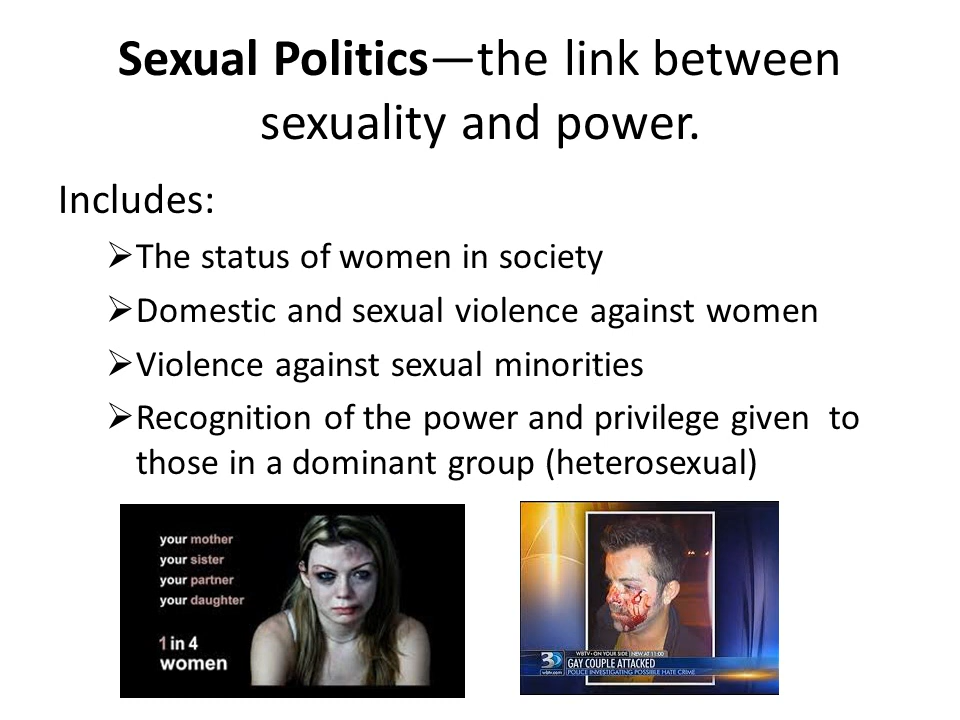 Sexual Politics—the link between
sexuality and power.
Includes:
➢The status of women in society
➢Domestic and sexual violence against women
➢Violence against sexual minorities
➢Recognition of the power and privilege given  to
those in a dominant group (heterosexual)
your mother
your sister
your partner
your daughter
1 in 4
women
3
wbtv.com
WBTV • ON YOUR SIDE NEW AT 11:00
GAY COUPLE ATTACKED
POLICE INVESTIGATING POSSIBLE HATE CRIME